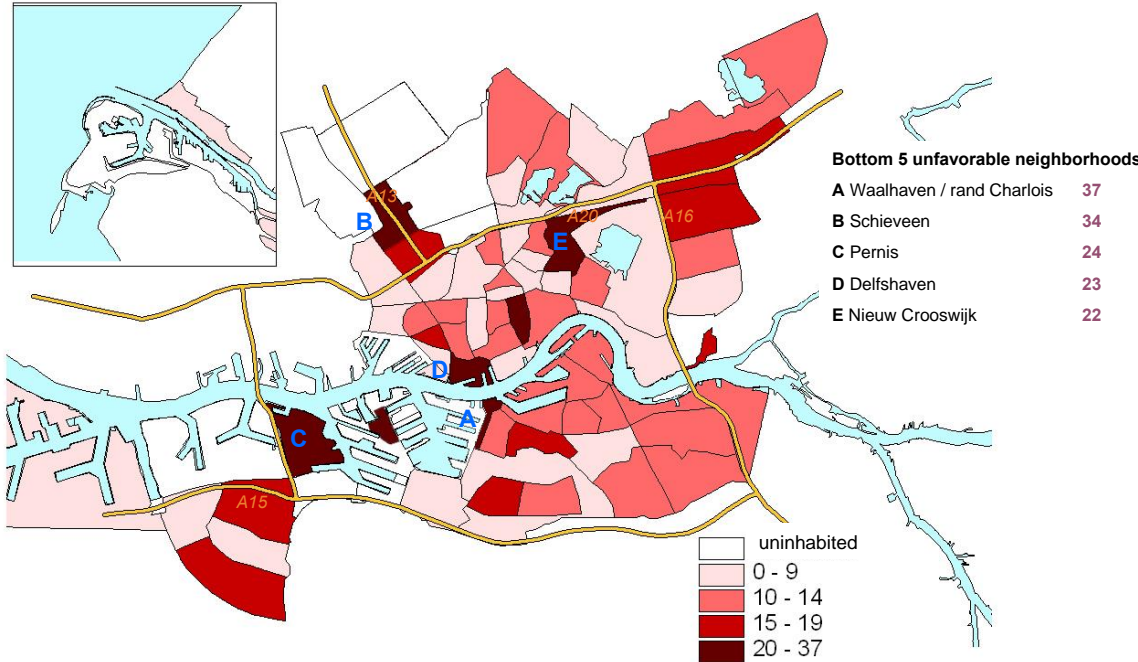 Bottom 5 unfavorable neighborhoods
A Waalhaven / rand Charlois 37
B Schieveen 34
C Pernis 24
D Delfshaven 23
E Nieuw Crooswijk 22
A13
B
A20
A16
E
D
A
C
A15
uninhabited
0 - 9
10 - 14
15 - 19
20 - 37